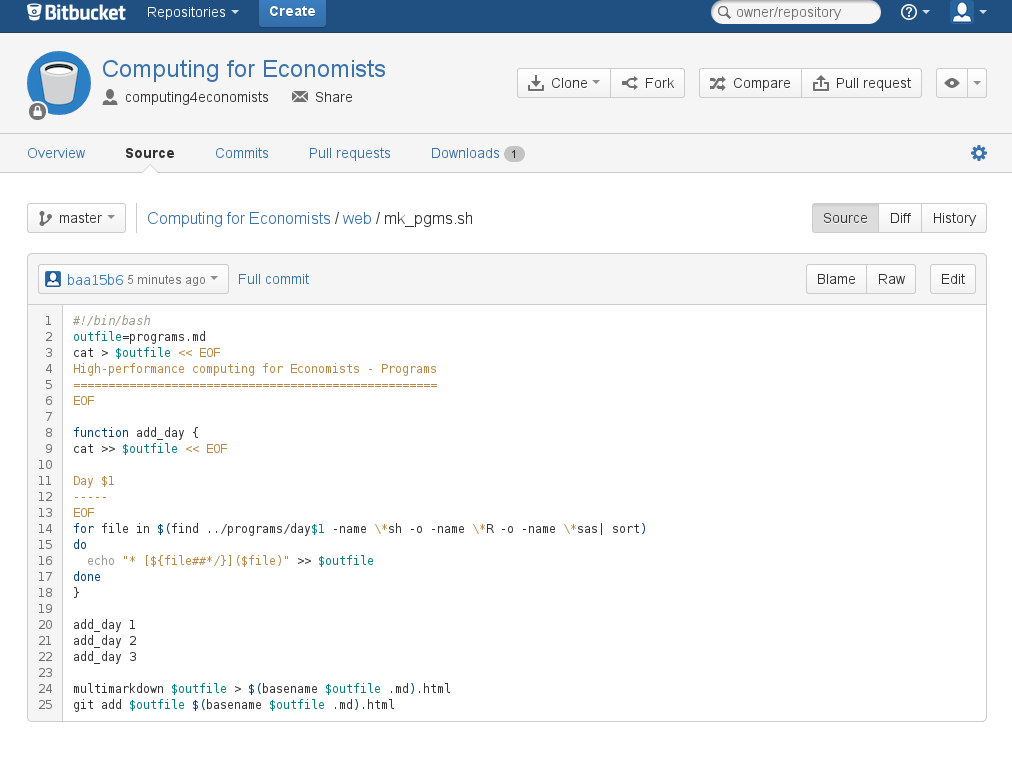 Bitbucket Repositories Create owner/repository
Computing for Economists
computing4economists Share
Clone Fork Compare Pull request
Overview Source Commits Pull requests Downloads 1
master Computing for Economists / web / mk_pgms.sh Source Diff History
baa15b6 5 minutes ago Full commit Blame Raw Edit
1 #!/bin/bash
2 outfile=programs.md
3 cat > $outfile << EOF
4 High-performance computing for Economists - Programs
5 ====================================================
6 EOF
7
8 function add_day {
9 cat >> $outfile << EOF
10
11 Day $1
12 -----
13 EOF
14 for file in $(find ../programs/day$1 -name \*sh -o -name \*R -o -name \*sas| sort)
15 do
16   echo "* [${file##*/}]($file)" >> $outfile
17 done
18 }
19
20 add_day 1
21 add_day 2
22 add_day 3
23
24 multimarkdown $outfile > $(basename $outfile .md).html
25 git add $outfile $(basename $outfile .md).html